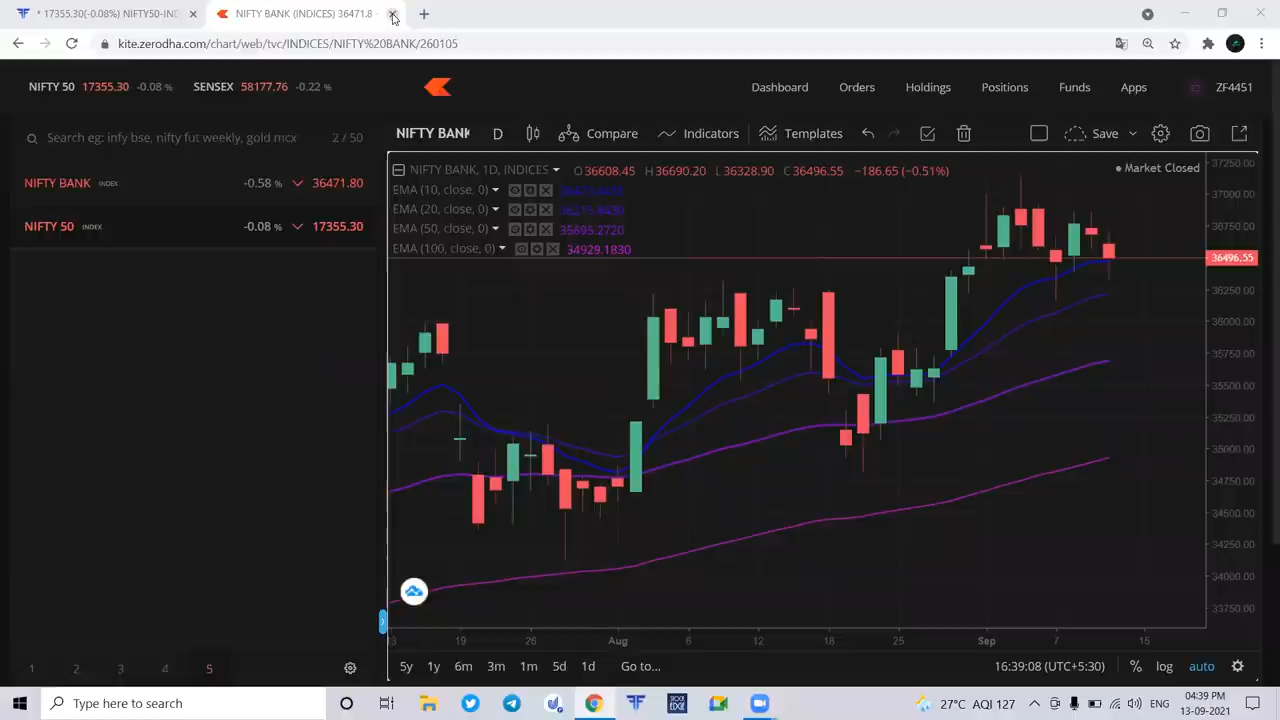 * 17355.30(-0.08%) NIFTY50-IND
NIFTY BANK (INDICES) 36471.8
kite.zerodha.com/chart/web/tvc/INDICES/NIFTY%20BANK/260105
NIFTY 50 17355.30 -0.08 % SENSEX 58177.76 -0.22 %
Dashboard Orders Holdings Positions Funds Apps ZF4451
Search eg: infy bse, nifty fut weekly, gold mcx 2 / 50
NIFTY BANK D Compare Indicators Templates Save
NIFTY BANK INDEX -0.58 % 36471.80
NIFTY 50 INDEX -0.08 % 17355.30
NIFTY BANK, 1D, INDICES O36608.45 H36690.20 L36328.90 C36496.55 −186.65 (−0.51%)
Market Closed
EMA (10, close, 0)
EMA (20, close, 0)
EMA (50, close, 0) 35695.2720
EMA (100, close, 0) 34929.1830
37250.00
37000.00
36750.00
36496.55
36250.00
36000.00
35750.00
35500.00
35250.00
35000.00
34750.00
34500.00
34250.00
34000.00
33750.00
13 19 26 Aug 6 12 18 25 Sep 7 15
1 2 3 4 5
5y 1y 6m 3m 1m 5d 1d Go to... 16:39:08 (UTC+5:30) % log auto
Type here to search
27°C AQI 127 ENG
04:39 PM
13-09-2021